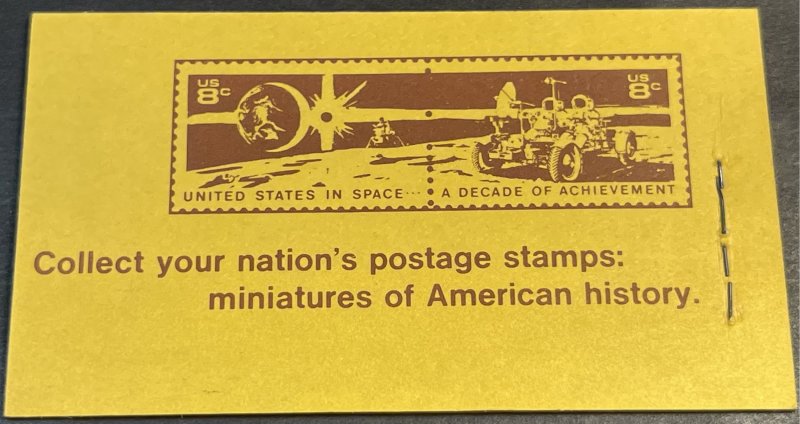 US 8c
US 8c
UNITED STATES IN SPACE... A DECADE OF ACHIEVEMENT
Collect your nation's postage stamps:
miniatures of American history.